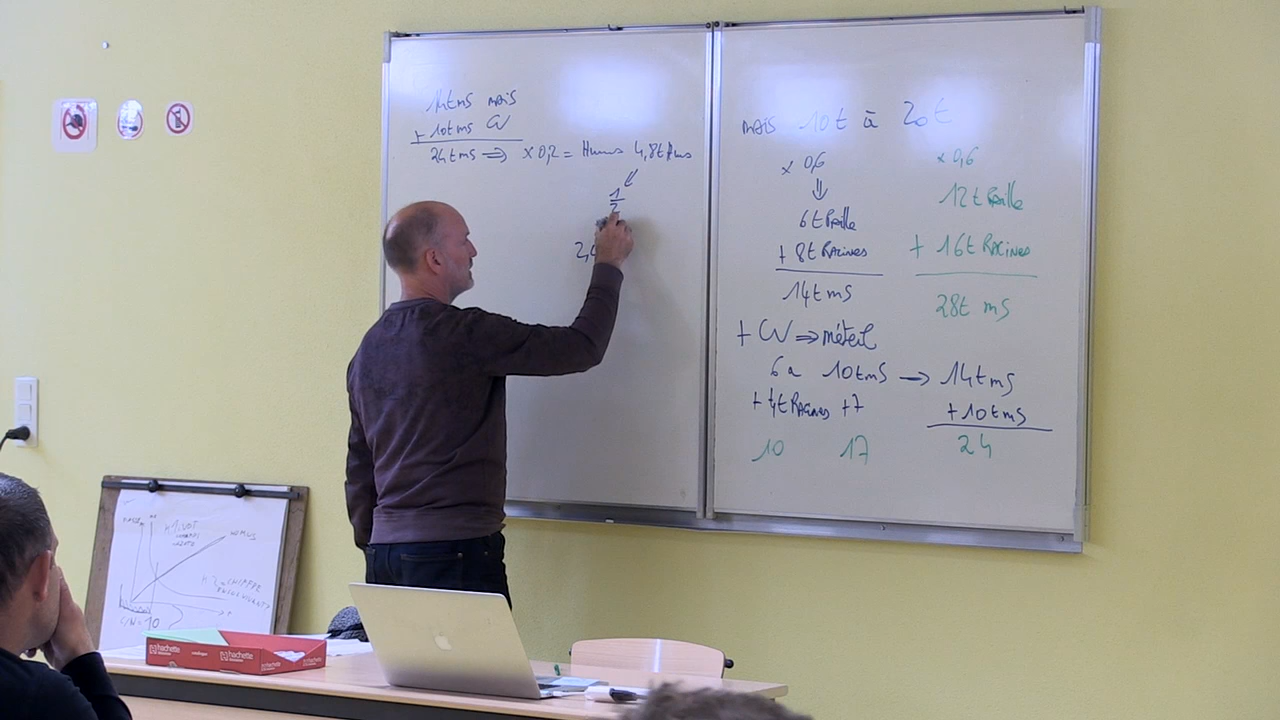 14tms maïs
+ 10tms CV
24tms ⇒ x 0,2 = Humus 4,8t
1
2
2,
maïs 10t à 20t
x 0,6
x 0,6
⇓
6t Paille
12t Paille
+ 8t Racines
+ 16t Racines
14tms
28t ms
+ CV ⇒ méteil
6 à 10tms → 14tms
+ 4t Racines +7
+ 10tms
10 17
24
HUMUS
C/N = 10
hachette
hachette